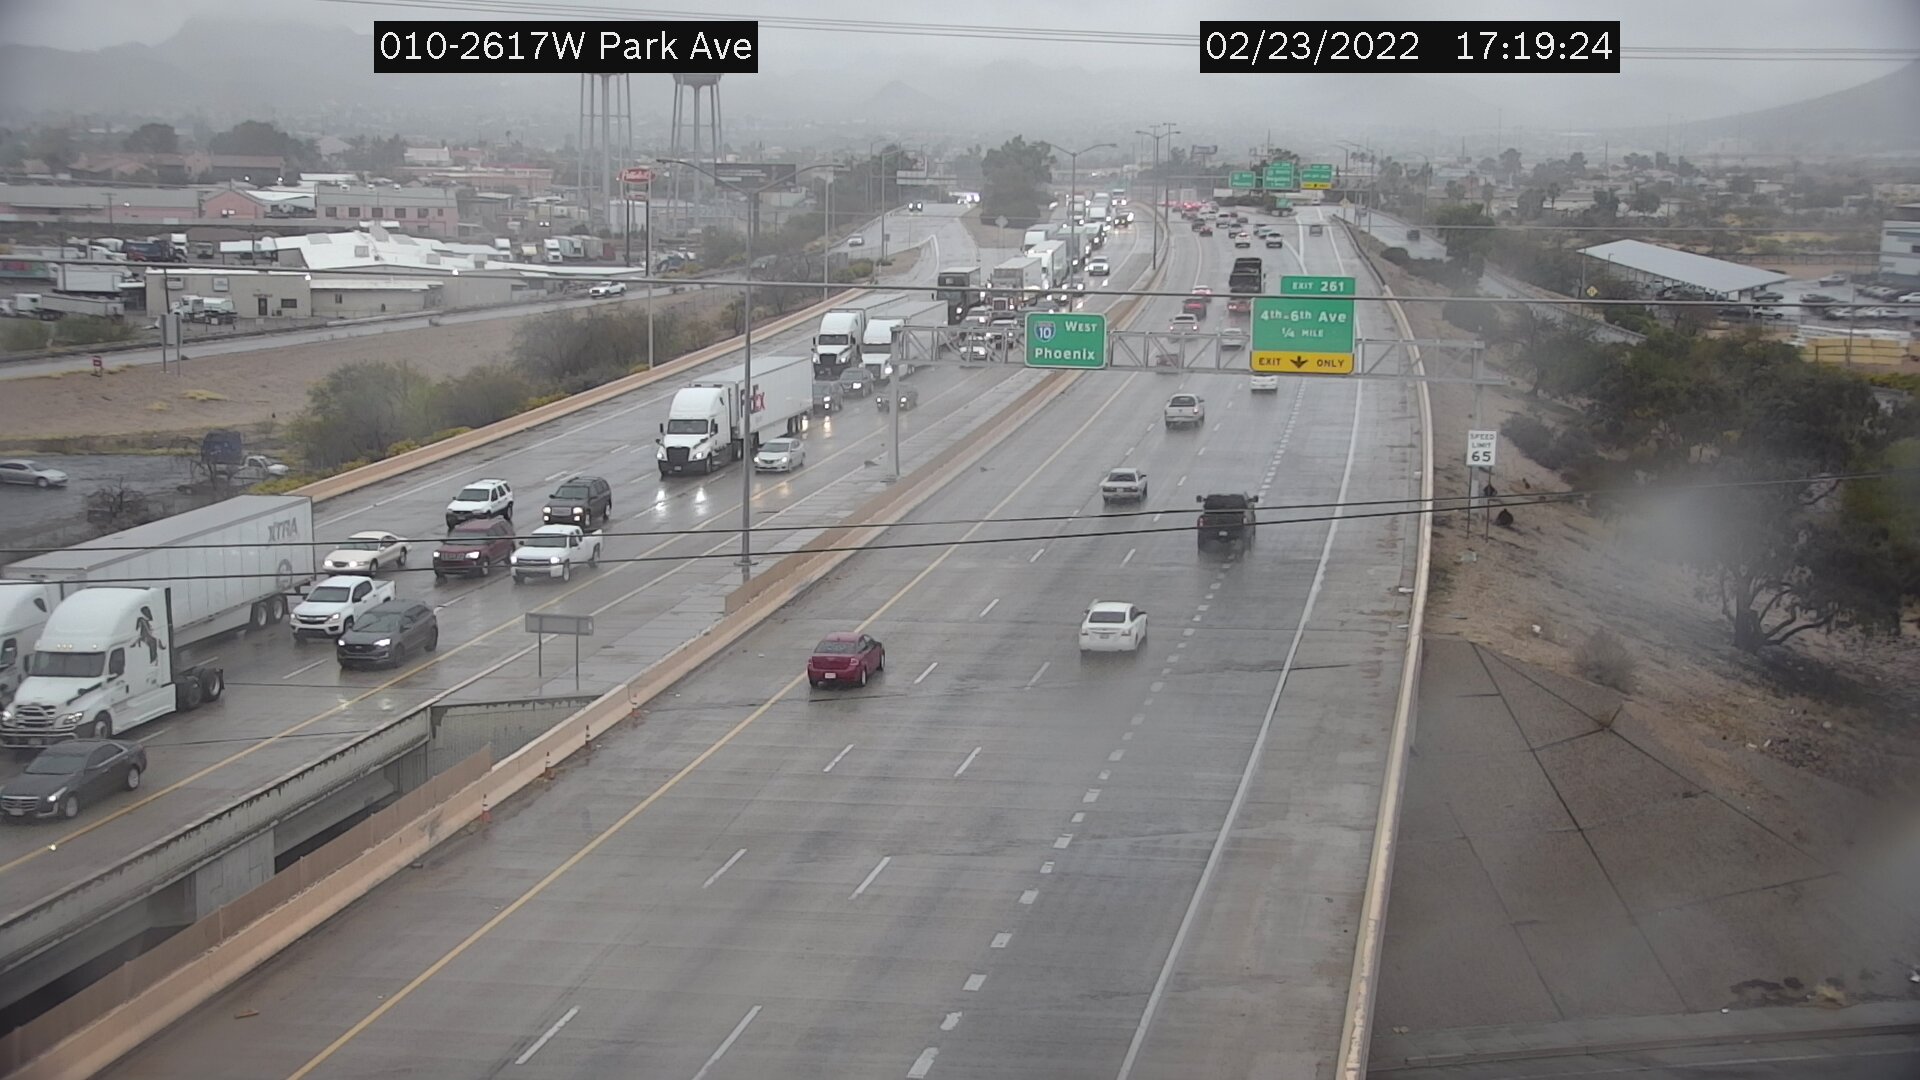 010-2617W Park Ave
02/23/2022 17:19:24
EXIT 261
4th-6th Ave
1/4 MILE
EXIT ONLY
10 WEST
Phoenix
SPEED
LIMIT
65
FedEx
XTRA